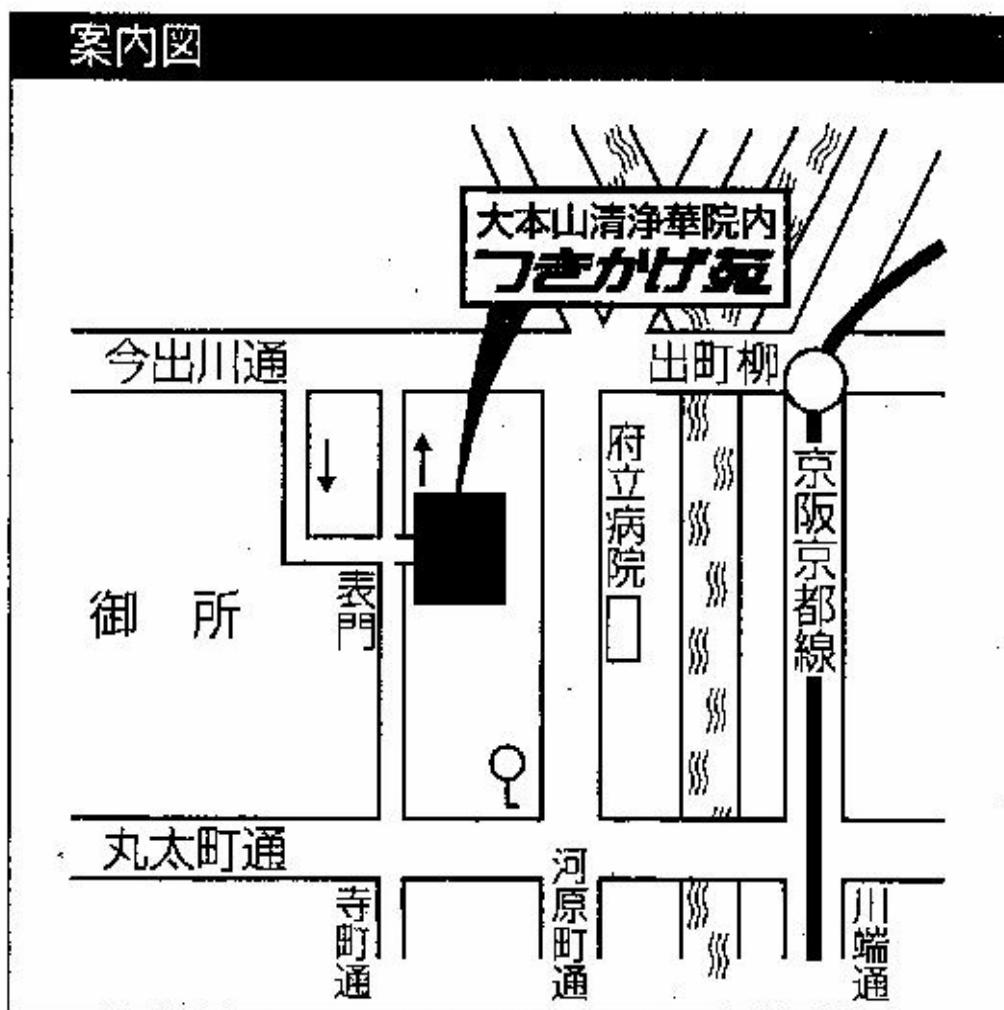 案内図
大本山清浄華院内
つきかげ苑
今出川通
出町柳
府立病院
京阪京都線
御所
表門
丸太町通
寺町通
河原町通
川端通